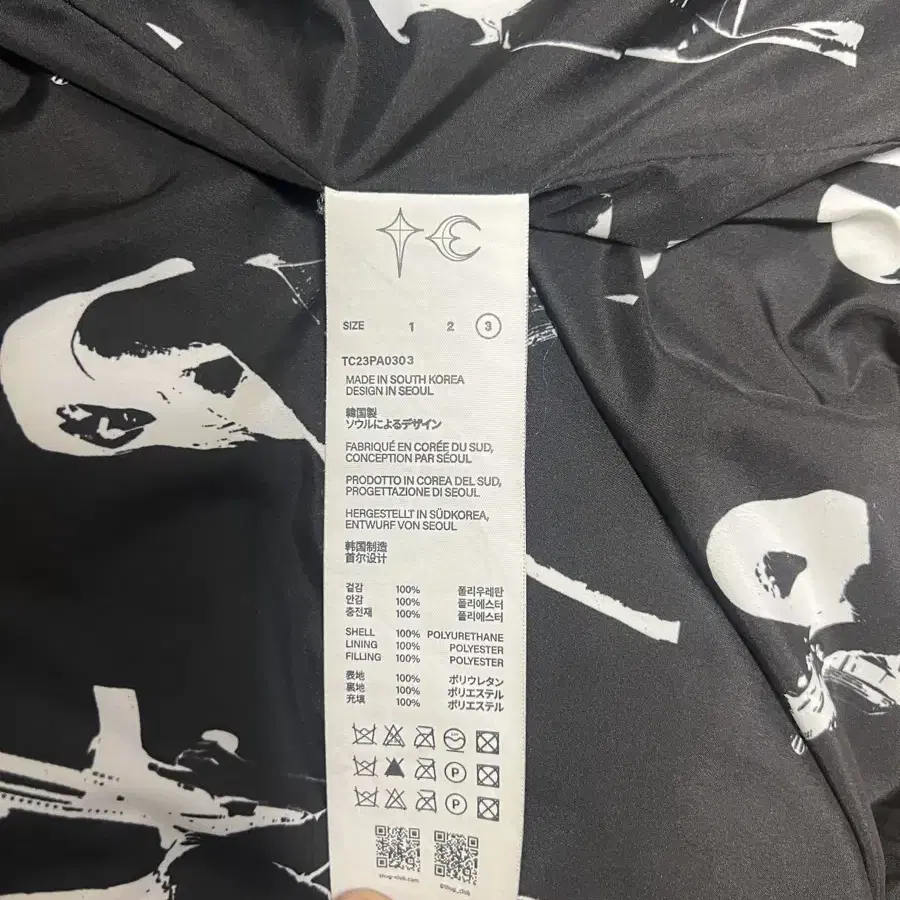 SIZE 1 2 3
TC23PA0303
MADE IN SOUTH KOREA
DESIGN IN SEOUL
韓国製
ソウルによるデザイン
FABRIQUÉ EN CORÉE DU SUD,
CONCEPTION PAR SÉOUL
PRODOTTO IN COREA DEL SUD,
PROGETTAZIONE DI SEOUL
HERGESTELLT IN SÜDKOREA,
ENTWURF VON SEOUL
韩国制造
首尔设计
겉감 100% 폴리우레탄
안감 100% 폴리에스터
충전재 100% 폴리에스터
SHELL 100% POLYURETHANE
LINING 100% POLYESTER
FILLING 100% POLYESTER
表地 100% ポリウレタン
裏地 100% ポリエステル
充填 100% ポリエステル
P
P
thug-club.com @thug_club